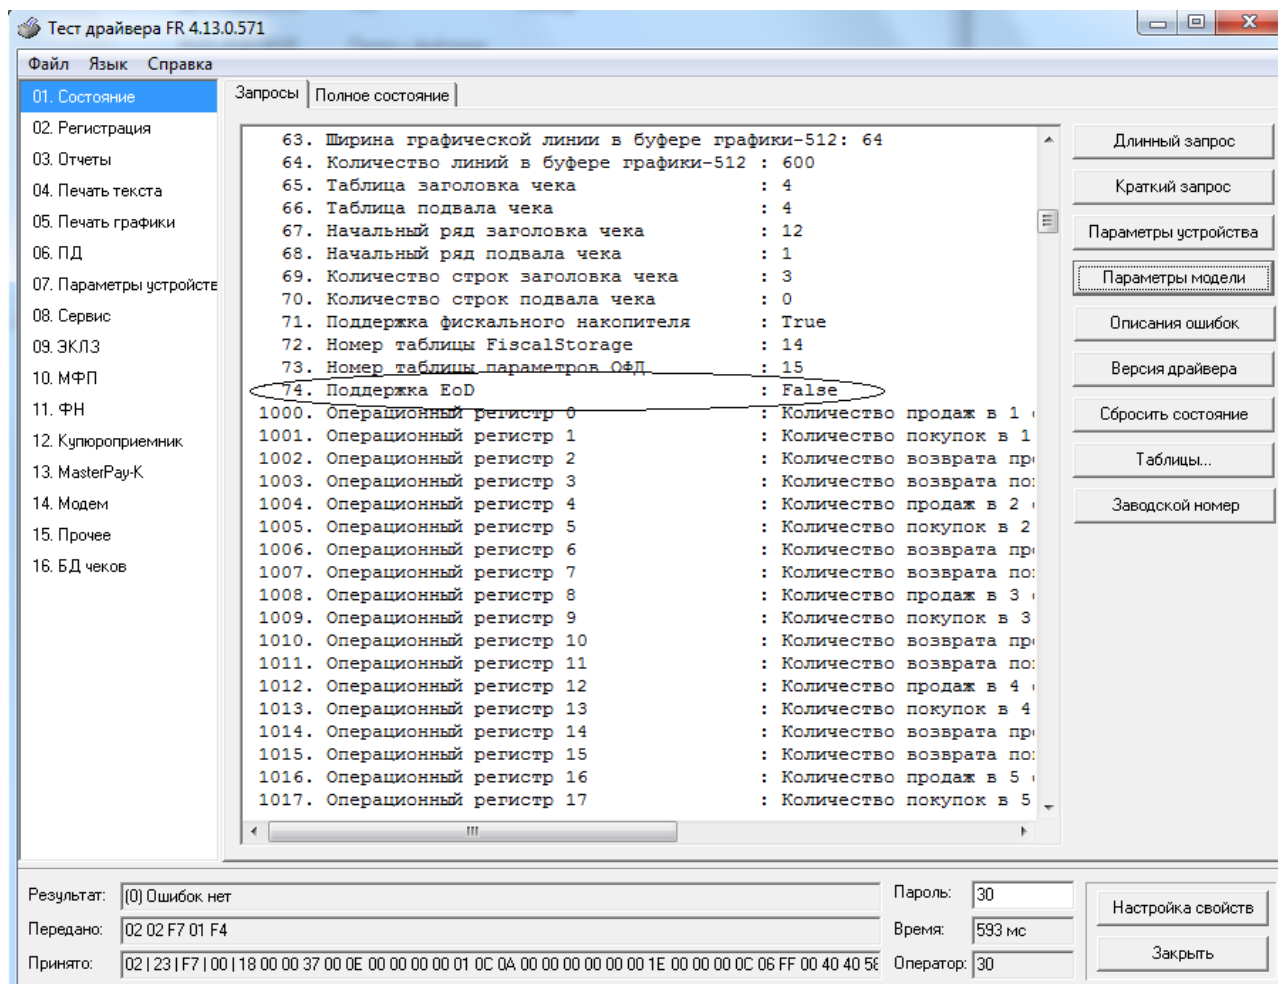 Тест драйвера FR 4.13.0.571
Файл Язык Справка
01. Состояние
02. Регистрация
03. Отчеты
04. Печать текста
05. Печать графики
06. ПД
07. Параметры устройств
08. Сервис
09. ЭКЛЗ
10. МФП
11. ФН
12. Купюроприемник
13. MasterPay-K
14. Модем
15. Прочее
16. БД чеков
Запросы Полное состояние
63. Ширина графической линии в буфере графики-512: 64
64. Количество линий в буфере графики-512 : 600
65. Таблица заголовка чека : 4
66. Таблица подвала чека : 4
67. Начальный ряд заголовка чека : 12
68. Начальный ряд подвала чека : 1
69. Количество строк заголовка чека : 3
70. Количество строк подвала чека : 0
71. Поддержка фискального накопителя : True
72. Номер таблицы FiscalStorage : 14
73. Номер таблицы параметров ОФД : 15
74. Поддержка EoD : False
1000. Операционный регистр 0 : Количество продаж в 1
1001. Операционный регистр 1 : Количество покупок в 1
1002. Операционный регистр 2 : Количество возврата
1003. Операционный регистр 3 : Количество возврата
1004. Операционный регистр 4 : Количество продаж в 2
1005. Операционный регистр 5 : Количество покупок в 2
1006. Операционный регистр 6 : Количество возврата
1007. Операционный регистр 7 : Количество возврата
1008. Операционный регистр 8 : Количество продаж в 3
1009. Операционный регистр 9 : Количество покупок в 3
1010. Операционный регистр 10 : Количество возврата
1011. Операционный регистр 11 : Количество возврата
1012. Операционный регистр 12 : Количество продаж в 4
1013. Операционный регистр 13 : Количество покупок в 4
1014. Операционный регистр 14 : Количество возврата
1015. Операционный регистр 15 : Количество возврата
1016. Операционный регистр 16 : Количество продаж в 5
1017. Операционный регистр 17 : Количество покупок в 5
Длинный запрос
Краткий запрос
Параметры устройства
Параметры модели
Описания ошибок
Версия драйвера
Сбросить состояние
Таблицы...
Заводской номер
Результат: (0) Ошибок нет
Передано: 02 02 F7 01 F4
Принято: 02 | 23 | F7 | 00 | 18 00 00 37 00 0E 00 00 00 00 01 0C 0A 00 00 00 00 00 00 1E 00 00 00 0C 06 FF 00 40 40 58
Пароль: 30
Время: 593 мс
Оператор: 30
Настройка свойств
Закрыть